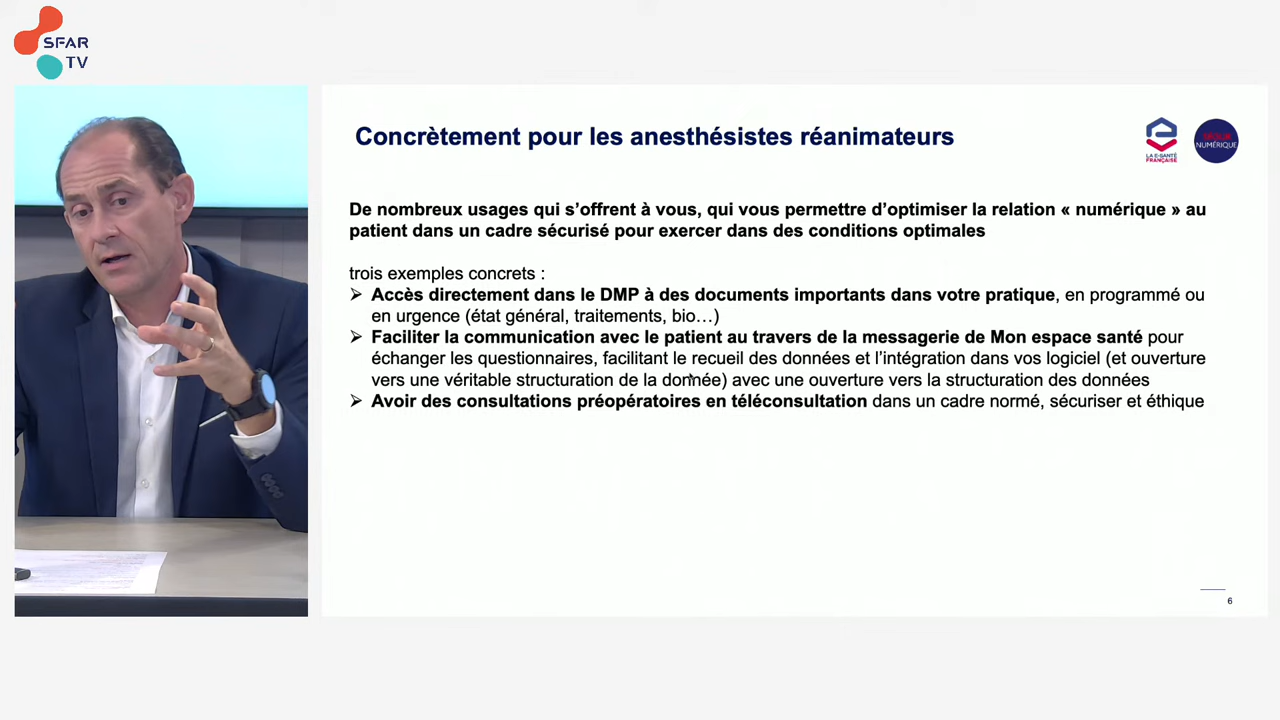 SFAR
TV
Concrètement pour les anesthésistes réanimateurs
LA E-SANTÉ
FRANÇAISE
NUMÉRIQUE
De nombreux usages qui s’offrent à vous, qui vous permettre d’optimiser la relation « numérique » au
patient dans un cadre sécurisé pour exercer dans des conditions optimales
trois exemples concrets :
➢ Accès directement dans le DMP à des documents importants dans votre pratique, en programmé ou
en urgence (état général, traitements, bio…)
➢ Faciliter la communication avec le patient au travers de la messagerie de Mon espace santé pour
échanger les questionnaires, facilitant le recueil des données et l’intégration dans vos logiciel (et ouverture
vers une véritable structuration de la donnée) avec une ouverture vers la structuration des données
➢ Avoir des consultations préopératoires en téléconsultation dans un cadre normé, sécuriser et éthique
6